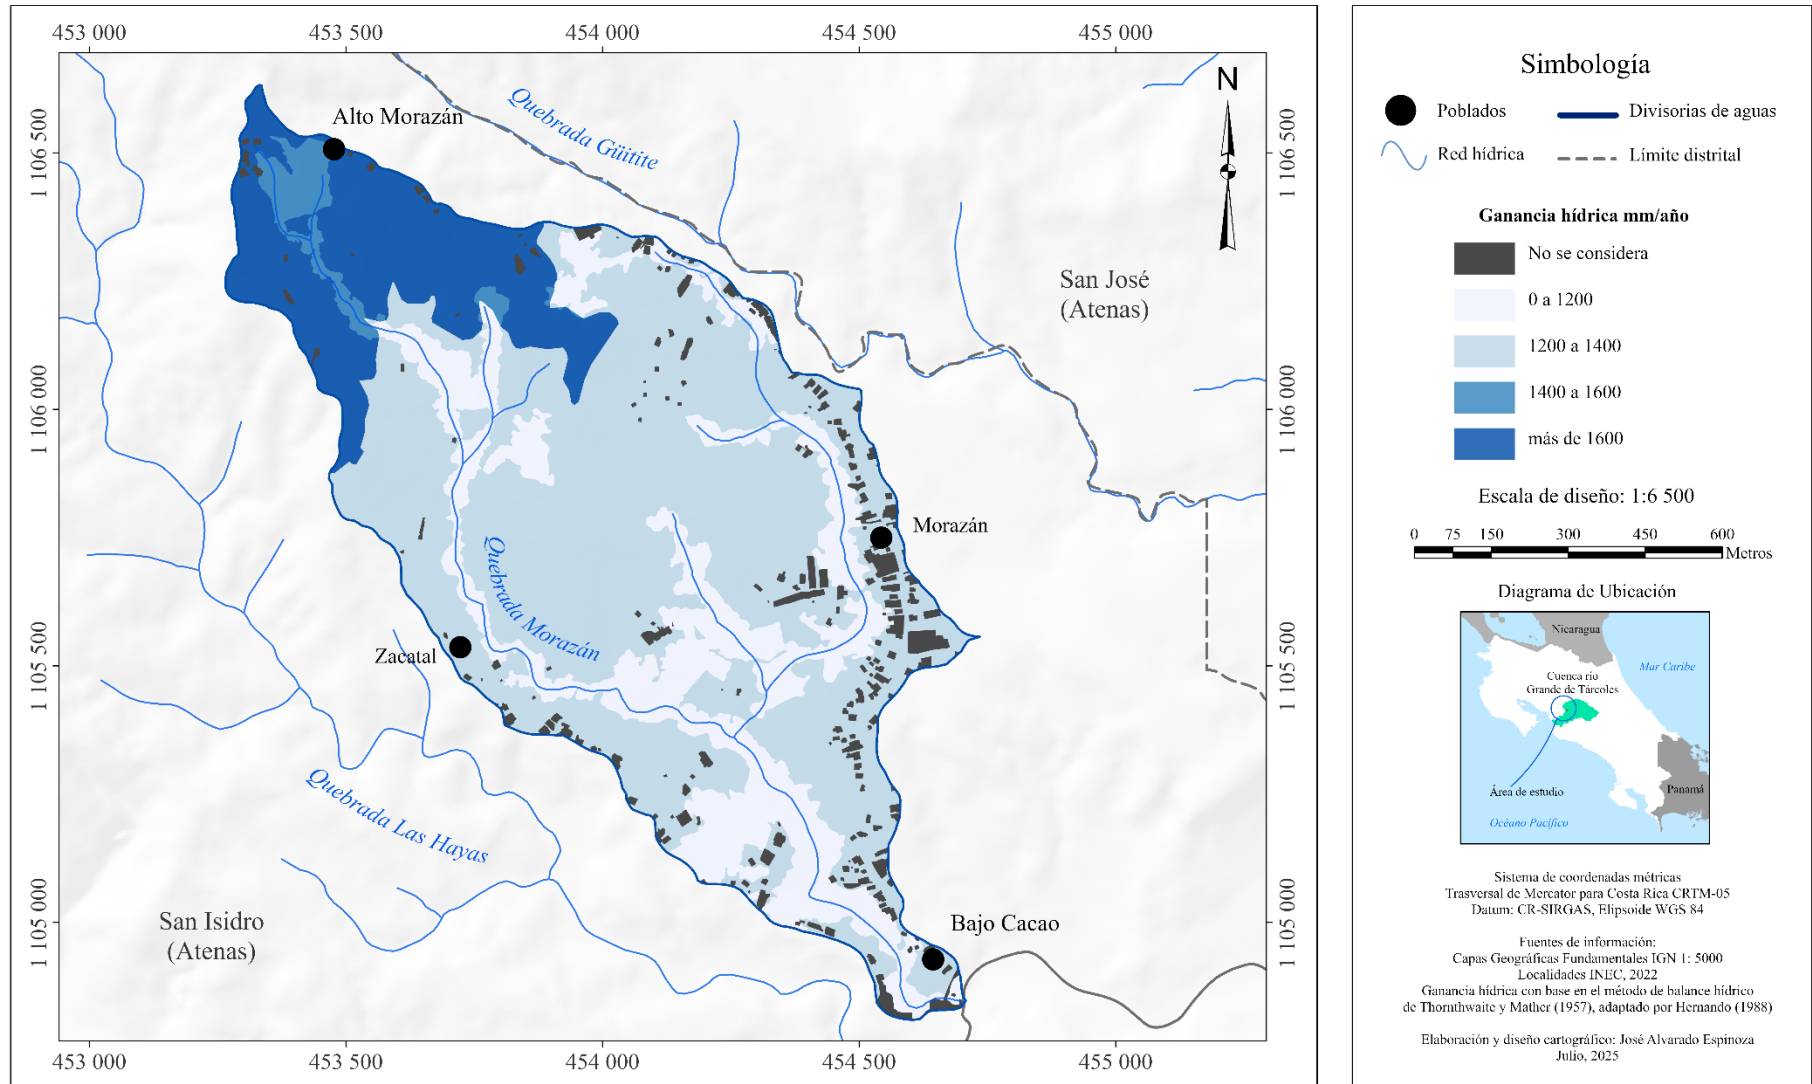 453 000
453 500
454 000
454 500
455 000
1 106 500
1 106 000
1 105 500
1 105 000
1 106 500
1 106 000
1 105 500
1 105 000
Alto Morazán
Quebrada Güitite
N
San José
(Atenas)
Morazán
Quebrada Morazán
Zacatal
Quebrada Las Hayas
San Isidro
(Atenas)
Bajo Cacao
453 000
453 500
454 000
454 500
455 000
Simbología
Poblados
Divisorias de aguas
Red hídrica
Límite distrital
Ganancia hídrica mm/año
No se considera
0 a 1200
1200 a 1400
1400 a 1600
más de 1600
Escala de diseño: 1:6 500
0 75 150 300 450 600
Metros
Diagrama de Ubicación
Nicaragua
Mar Caribe
Cuenca río
Grande de Tárcoles
Área de estudio
Panamá
Océano Pacífico
Sistema de coordenadas métricas
Trasversal de Mercator para Costa Rica CRTM-05
Datum: CR-SIRGAS, Elipsoide WGS 84
Fuentes de información:
Capas Geográficas Fundamentales IGN 1: 5000
Localidades INEC, 2022
Ganancia hídrica con base en el método de balance hídrico
de Thornthwaite y Mather (1957), adaptado por Hernando (1988)
Elaboración y diseño cartográfico: José Alvarado Espinoza
Julio, 2025